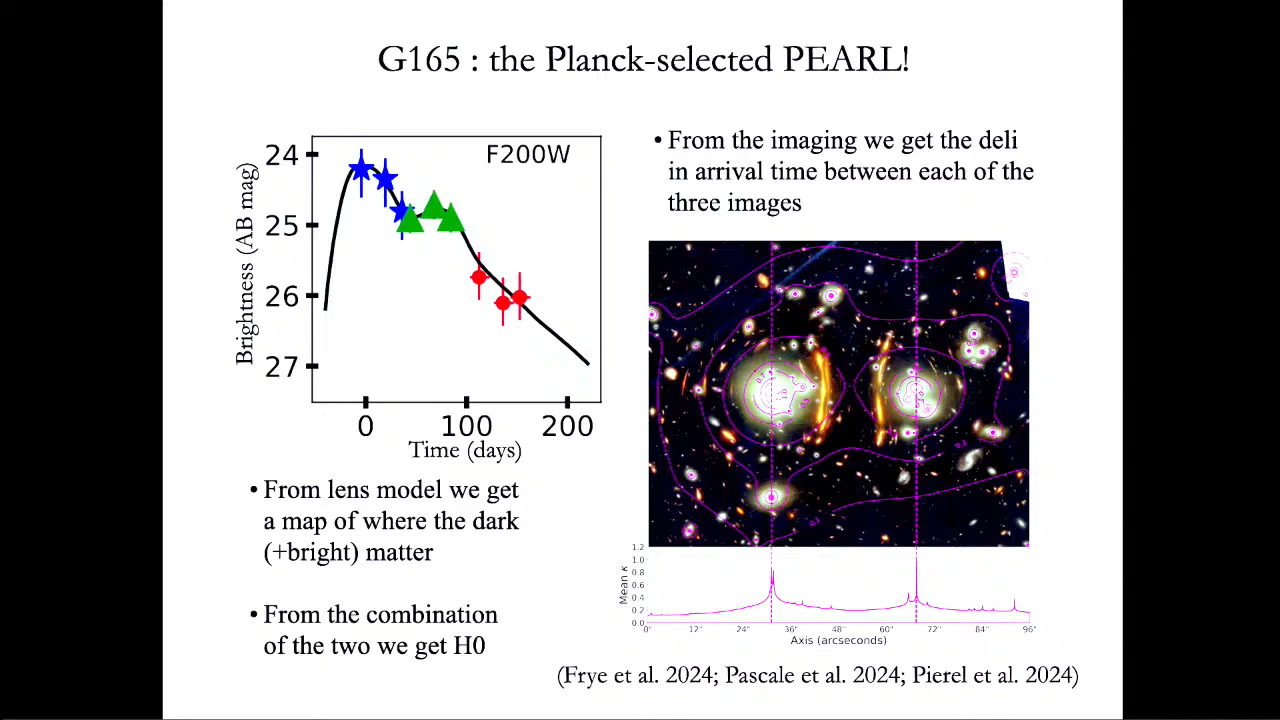 G165 : the Planck-selected PEARL!
F200W
24
25
26
27
Brightness (AB mag)
0 100 200
Time (days)
• From lens model we get
a map of where the dark
(+bright) matter
• From the combination
of the two we get H0
• From the imaging we get the deli
in arrival time between each of the
three images
1.2
1.0
0.8
0.6
0.4
0.2
0.0
Mean κ
0" 12" 24" 36" 48" 60" 72" 84" 96"
Axis (arcseconds)
(Frye et al. 2024; Pascale et al. 2024; Pierel et al. 2024)